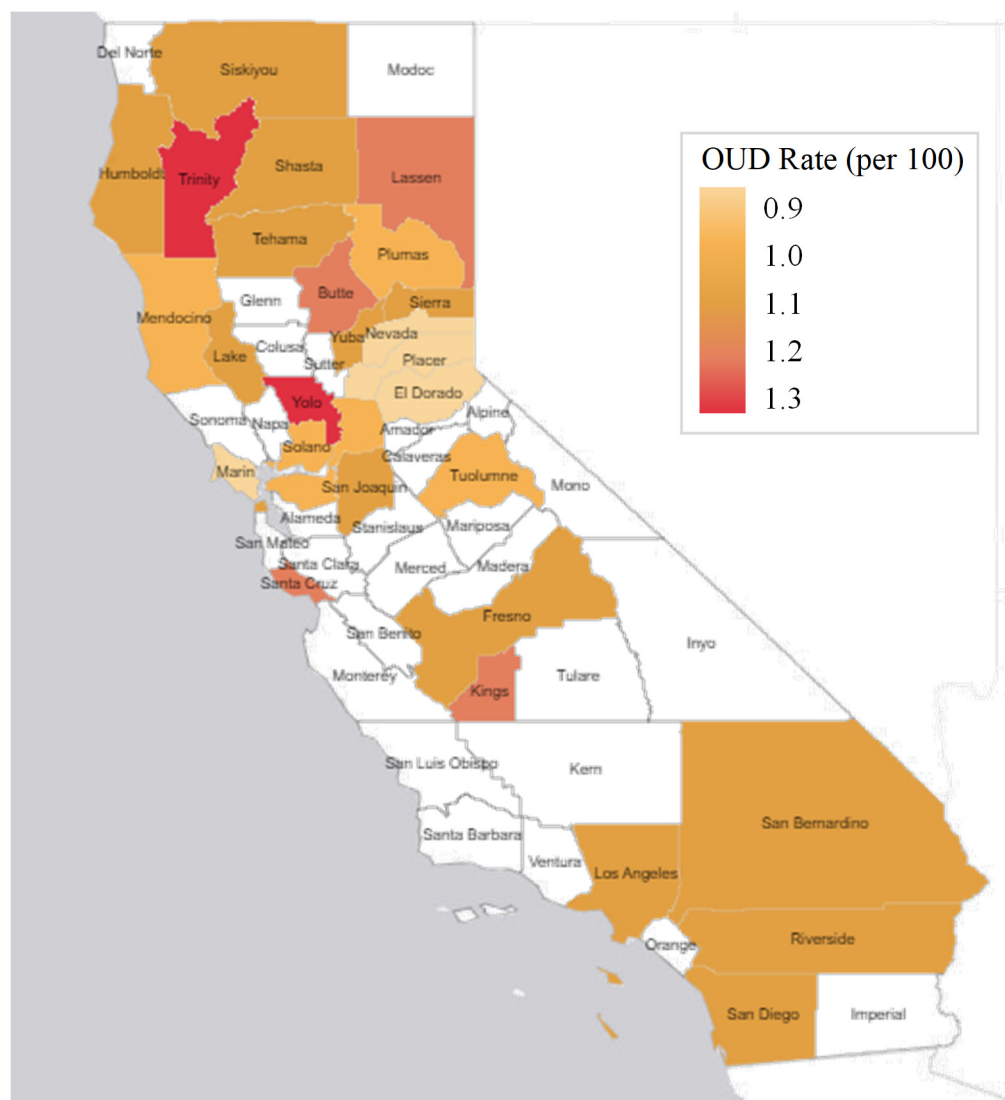 Del Norte
Siskiyou
Modoc
OUD Rate (per 100)
0.9
1.0
1.1
1.2
1.3
Humboldt
Trinity
Shasta
Lassen
Tehama
Plumas
Glenn
Butte
Sierra
Mendocino
Colusa
Yuba
Nevada
Lake
Sutter
Placer
El Dorado
Yolo
Sonoma
Napa
Alpine
Amador
Solano
Calaveras
Marin
Tuolumne
Mono
San Joaquin
Alameda
Stanislaus
Mariposa
San Mateo
Santa Clara
Merced
Madera
Santa Cruz
Fresno
San Benito
Inyo
Monterey
Kings
Tulare
San Luis Obispo
Kern
Santa Barbara
San Bernardino
Ventura
Los Angeles
Orange
Riverside
San Diego
Imperial